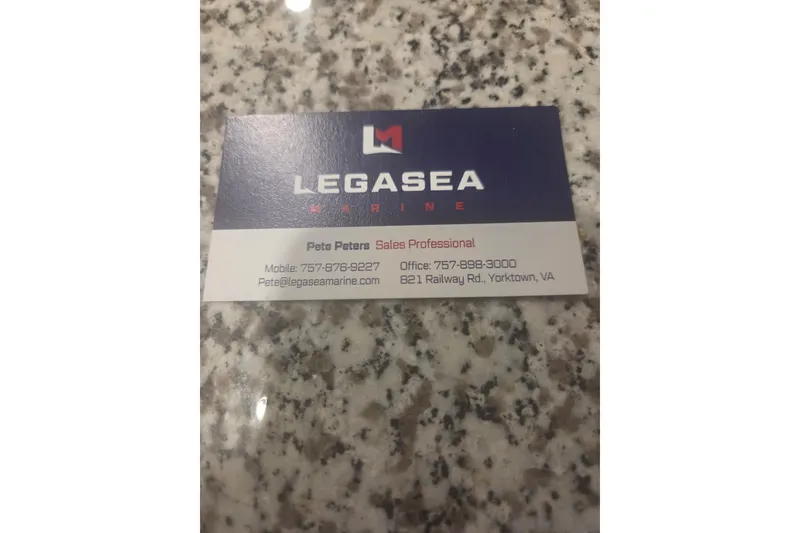 LM
LEGASEA
MARINE
Pete Peters Sales Professional
Mobile: 757-876-9227 Office: 757-898-3000
Pete@legaseamarine.com 821 Railway Rd., Yorktown, VA